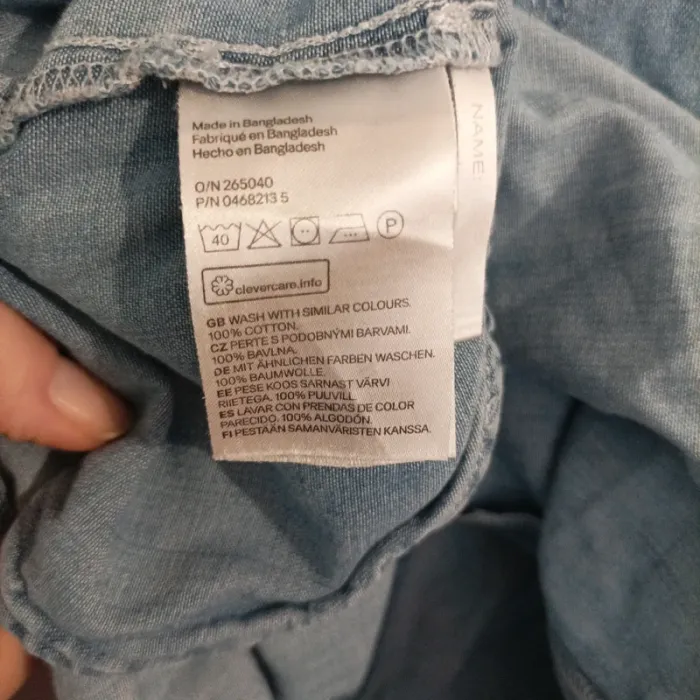 Made in Bangladesh
Fabriqué en Bangladesh
Hecho en Bangladesh
O/N 265040
P/N 0468213 5
40
P
clevercare.info
GB WASH WITH SIMILAR COLOURS.
100% COTTON.
CZ PERTE S PODOBNÝMI BARVAMI.
100% BAVLNA.
DE MIT ÄHNLICHEN FARBEN WASCHEN.
100% BAUMWOLLE.
EE PESE KOOS SARNAST VÄRVI
RIIETEGA. 100% PUUVILL.
ES LAVAR CON PRENDAS DE COLOR
PARECIDO. 100% ALGODÓN.
FI PESTÄÄN SAMANVÄRISTEN KANSSA.
NAME: